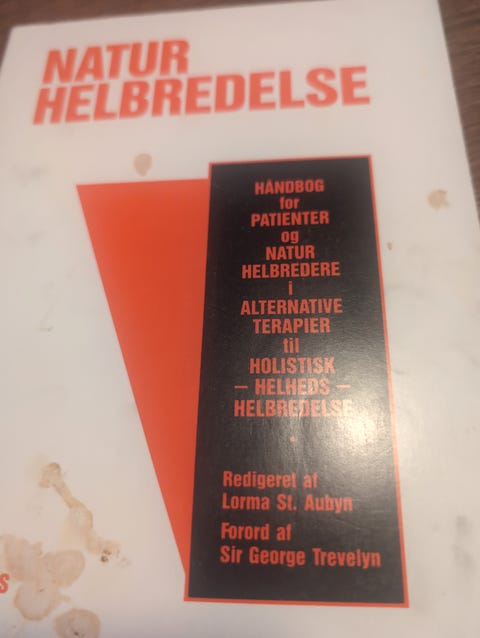 NATUR
HELBREDELSE
HÅNDBOG
for
PATIENTER
og
NATUR
HELBREDERE
i
ALTERNATIVE
TERAPIER
til
HOLISTISK
– HELHEDS –
HELBREDELSE
Redigeret af
Lorma St. Aubyn
Forord af
Sir George Trevelyn